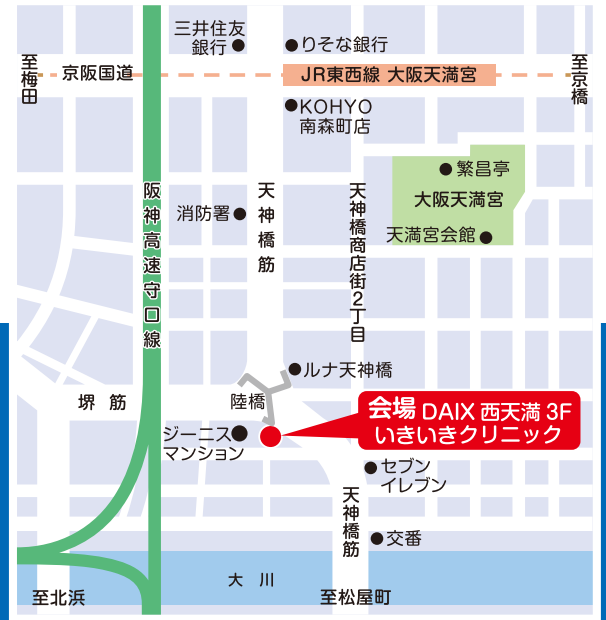 三井住友
銀行
りそな銀行
至梅田
京阪国道
JR東西線 大阪天満宮
至京橋
KOHYO
南森町店
繁昌亭
大阪天満宮
天満宮会館
阪神高速守口線
消防署
天神橋筋
天神橋商店街2丁目
ルナ天神橋
堺筋
陸橋
会場 DAIX 西天満 3F
いきいきクリニック
ジーニス
マンション
セブン
イレブン
天神橋筋
交番
大川
至北浜
至松屋町